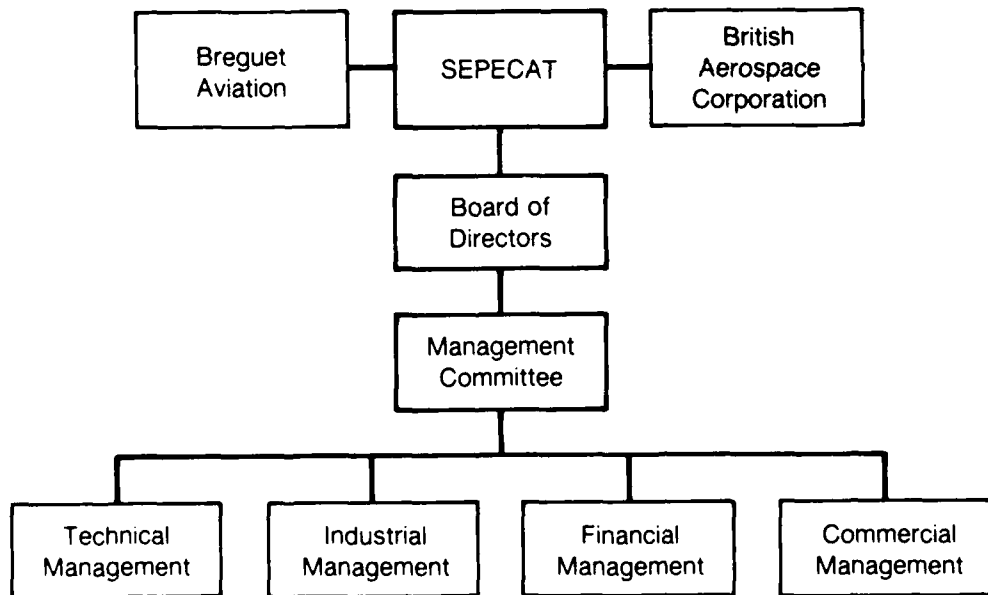 Breguet
Aviation
SEPECAT
British
Aerospace
Corporation
Board of
Directors
Management
Committee
Technical
Management
Industrial
Management
Financial
Management
Commercial
Management